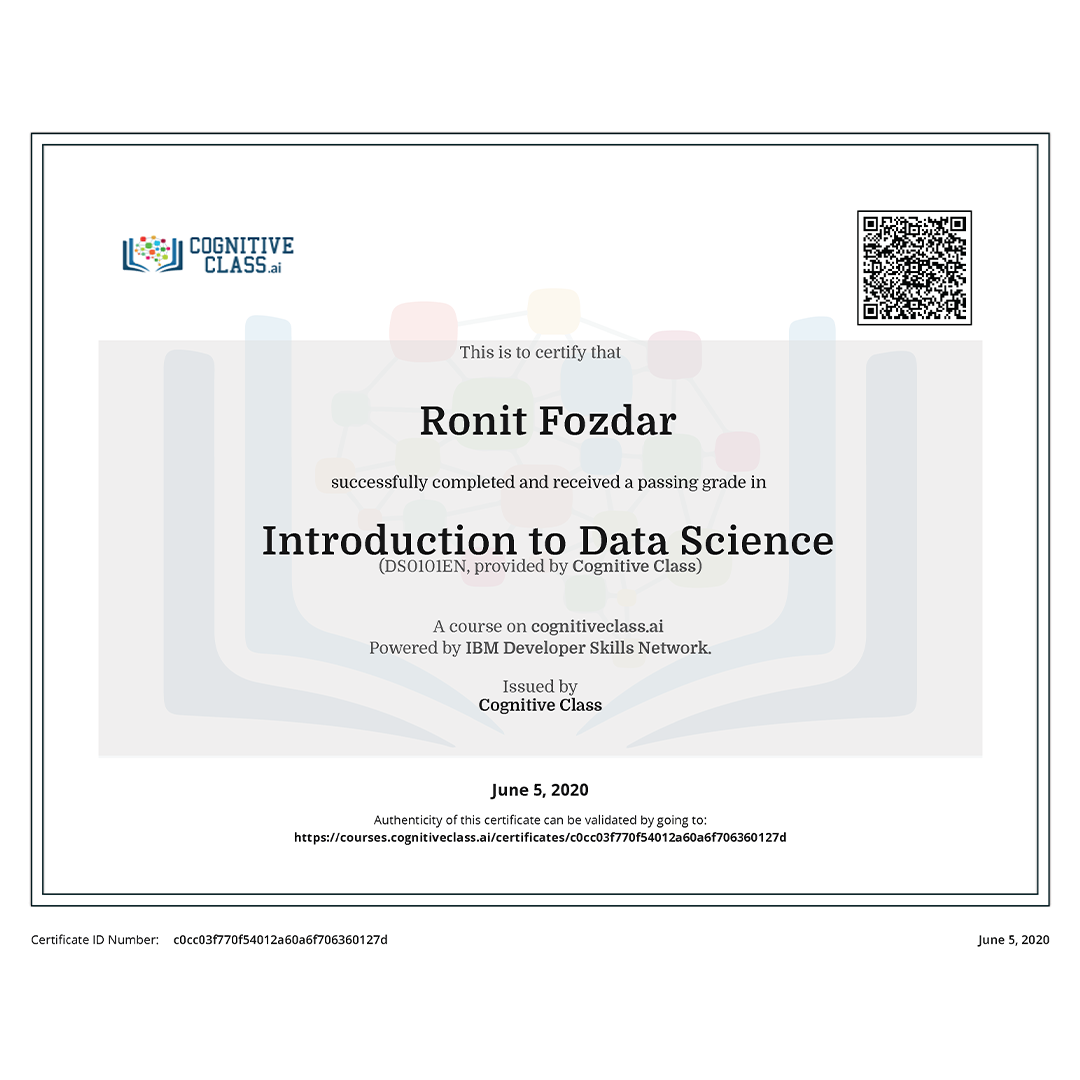 COGNITIVE
CLASS.ai
This is to certify that
Ronit Fozdar
successfully completed and received a passing grade in
Introduction to Data Science
(DS0101EN, provided by Cognitive Class)
A course on cognitiveclass.ai
Powered by IBM Developer Skills Network.
Issued by
Cognitive Class
June 5, 2020
Authenticity of this certificate can be validated by going to:
https://courses.cognitiveclass.ai/certificates/c0cc03f770f54012a60a6f706360127d
Certificate ID Number: c0cc03f770f54012a60a6f706360127d
June 5, 2020